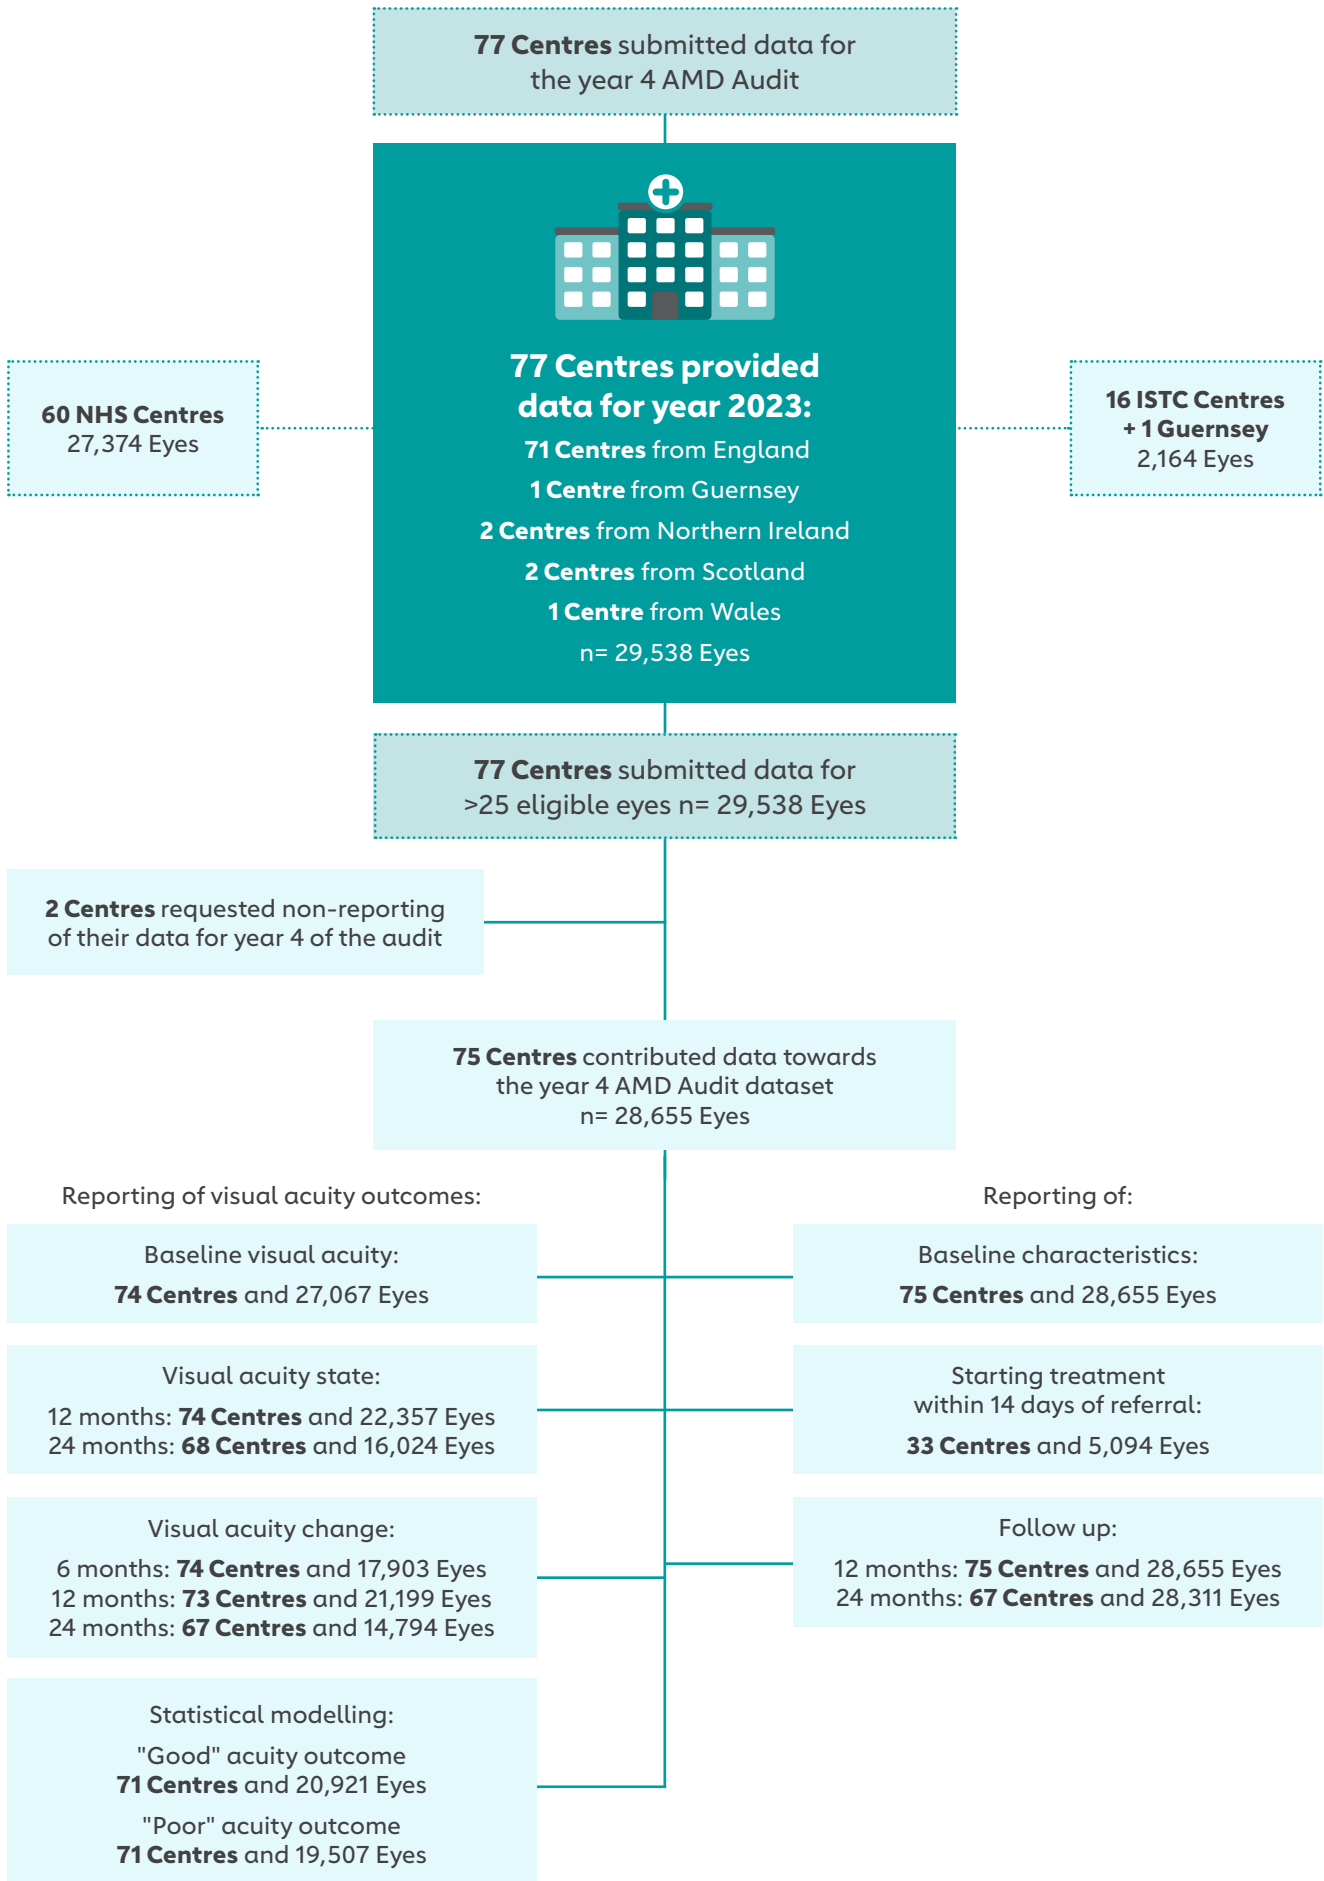 77 Centres submitted data for
the year 4 AMD Audit
77 Centres provided
data for year 2023:
71 Centres from England
1 Centre from Guernsey
2 Centres from Northern Ireland
2 Centres from Scotland
1 Centre from Wales
n= 29,538 Eyes
60 NHS Centres
27,374 Eyes
16 ISTC Centres
+ 1 Guernsey
2,164 Eyes
77 Centres submitted data for
>25 eligible eyes n= 29,538 Eyes
2 Centres requested non-reporting
of their data for year 4 of the audit
75 Centres contributed data towards
the year 4 AMD Audit dataset
n= 28,655 Eyes
Reporting of visual acuity outcomes:
Baseline visual acuity:
74 Centres and 27,067 Eyes
Visual acuity state:
12 months: 74 Centres and 22,357 Eyes
24 months: 68 Centres and 16,024 Eyes
Visual acuity change:
6 months: 74 Centres and 17,903 Eyes
12 months: 73 Centres and 21,199 Eyes
24 months: 67 Centres and 14,794 Eyes
Statistical modelling:
"Good" acuity outcome
71 Centres and 20,921 Eyes
"Poor" acuity outcome
71 Centres and 19,507 Eyes
Reporting of:
Baseline characteristics:
75 Centres and 28,655 Eyes
Starting treatment
within 14 days of referral:
33 Centres and 5,094 Eyes
Follow up:
12 months: 75 Centres and 28,655 Eyes
24 months: 67 Centres and 28,311 Eyes